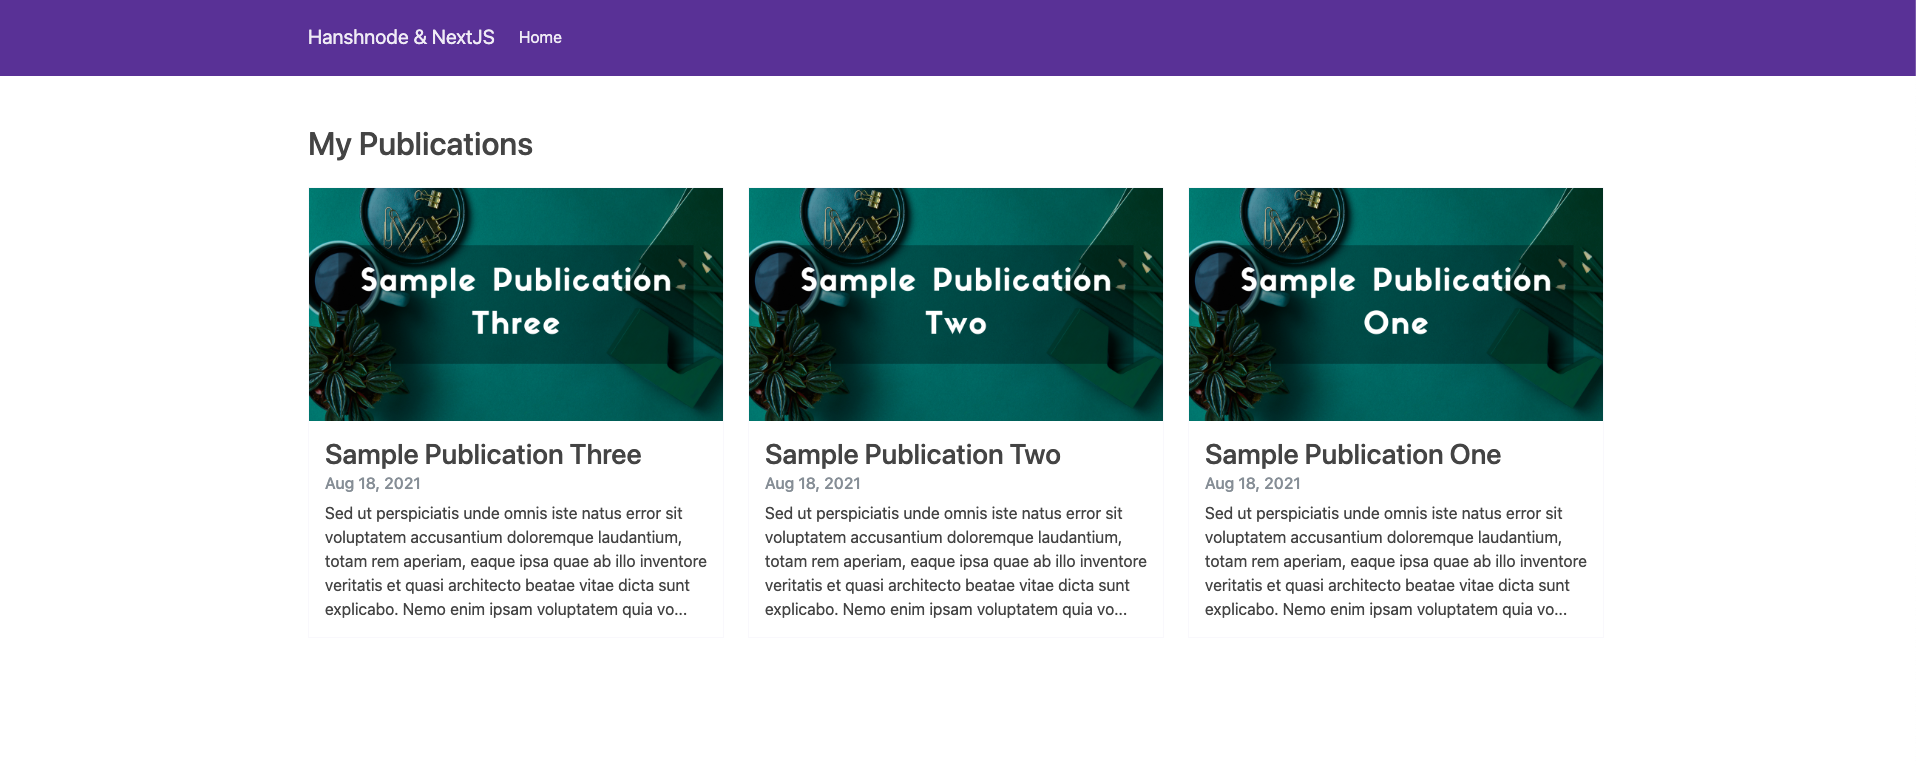 Hanshnode & NextJS Home
My Publications
Sample Publication
Three
Sample Publication Three
Aug 18, 2021
Sed ut perspiciatis unde omnis iste natus error sit
voluptatem accusantium doloremque laudantium,
totam rem aperiam, eaque ipsa quae ab illo inventore
veritatis et quasi architecto beatae vitae dicta sunt
explicabo. Nemo enim ipsam voluptatem quia vo...
Sample Publication
Two
Sample Publication Two
Aug 18, 2021
Sed ut perspiciatis unde omnis iste natus error sit
voluptatem accusantium doloremque laudantium,
totam rem aperiam, eaque ipsa quae ab illo inventore
veritatis et quasi architecto beatae vitae dicta sunt
explicabo. Nemo enim ipsam voluptatem quia vo...
Sample Publication
One
Sample Publication One
Aug 18, 2021
Sed ut perspiciatis unde omnis iste natus error sit
voluptatem accusantium doloremque laudantium,
totam rem aperiam, eaque ipsa quae ab illo inventore
veritatis et quasi architecto beatae vitae dicta sunt
explicabo. Nemo enim ipsam voluptatem quia vo...